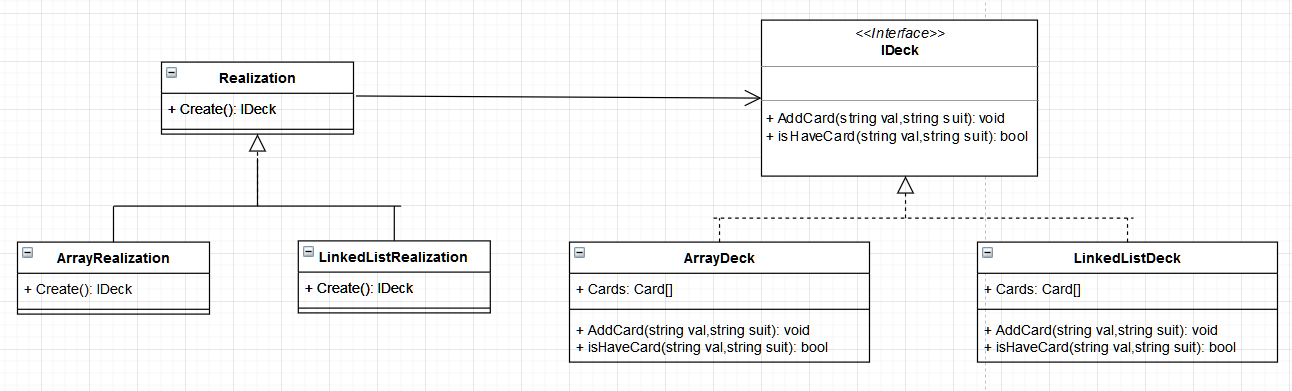 <<Interface>>
IDeck
+ AddCard(string val,string suit): void
+ isHaveCard(string val,string suit): bool
Realization
+ Create(): IDeck
ArrayRealization
+ Create(): IDeck
LinkedListRealization
+ Create(): IDeck
ArrayDeck
+ Cards: Card[]
+ AddCard(string val,string suit): void
+ isHaveCard(string val,string suit): bool
LinkedListDeck
+ Cards: Card[]
+ AddCard(string val,string suit): void
+ isHaveCard(string val,string suit): bool